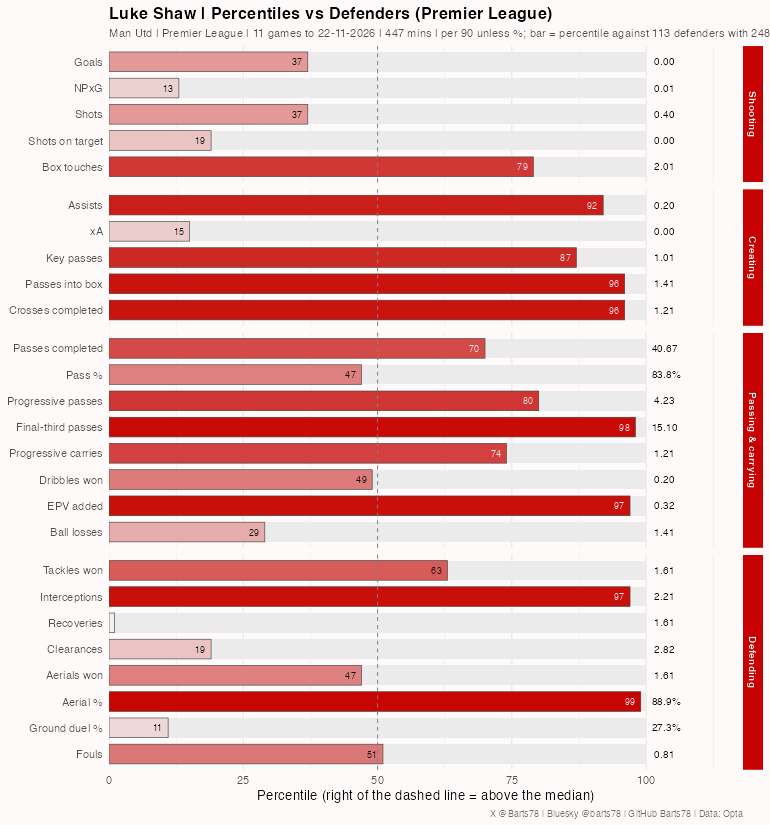 Luke Shaw | Percentiles vs Defenders (Premier League)
Man Utd | Premier League | 11 games to 22-11-2026 | 447 mins | per 90 unless %; bar = percentile against 113 defenders with 248
Shooting
Goals 37 0.00
NPxG 13 0.01
Shots 37 0.40
Shots on target 19 0.00
Box touches 79 2.01
Creating
Assists 92 0.20
xA 15 0.00
Key passes 87 1.01
Passes into box 96 1.41
Crosses completed 96 1.21
Passing & carrying
Passes completed 70 40.67
Pass % 47 83.8%
Progressive passes 80 4.23
Final-third passes 98 15.10
Progressive carries 74 1.21
Dribbles won 49 0.20
EPV added 97 0.32
Ball losses 29 1.41
Defending
Tackles won 63 1.61
Interceptions 97 2.21
Recoveries 1.61
Clearances 19 2.82
Aerials won 47 1.61
Aerial % 99 88.9%
Ground duel % 11 27.3%
Fouls 51 0.81
0 25 50 75 100
Percentile (right of the dashed line = above the median)
X @Barts78 | Bluesky @barts78 | GitHub Barts78 | Data: Opta